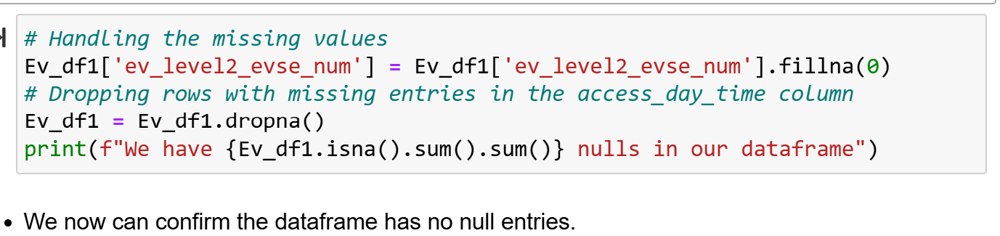 # Handling the missing values
Ev_df1['ev_level2_evse_num'] = Ev_df1['ev_level2_evse_num'].fillna(0)
# Dropping rows with missing entries in the access_day_time column
Ev_df1 = Ev_df1.dropna()
print(f"We have {Ev_df1.isna().sum().sum()} nulls in our dataframe")
• We now can confirm the dataframe has no null entries.